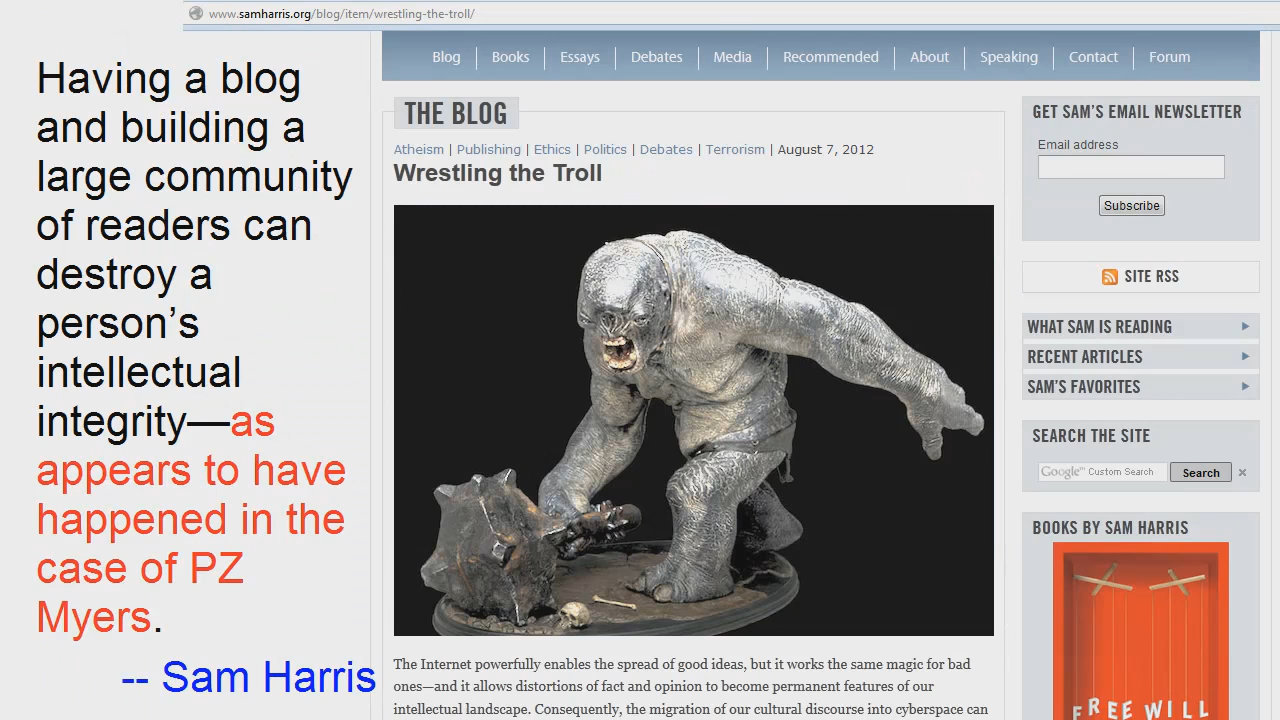 www.samharris.org/blog/item/wrestling-the-troll/
Having a blog
and building a
large community
of readers can
destroy a
person’s
intellectual
integrity—as
appears to have
happened in the
case of PZ
Myers.
-- Sam Harris
Blog | Books | Essays | Debates | Media | Recommended | About | Speaking | Contact | Forum
THE BLOG
Atheism | Publishing | Ethics | Politics | Debates | Terrorism | August 7, 2012
Wrestling the Troll
The Internet powerfully enables the spread of good ideas, but it works the same magic for bad
ones—and it allows distortions of fact and opinion to become permanent features of our
intellectual landscape. Consequently, the migration of our cultural discourse into cyberspace can
GET SAM’S EMAIL NEWSLETTER
Email address
Subscribe
SITE RSS
WHAT SAM IS READING
RECENT ARTICLES
SAM’S FAVORITES
SEARCH THE SITE
Google™ Custom Search
Search
×
BOOKS BY SAM HARRIS
FREE WILL